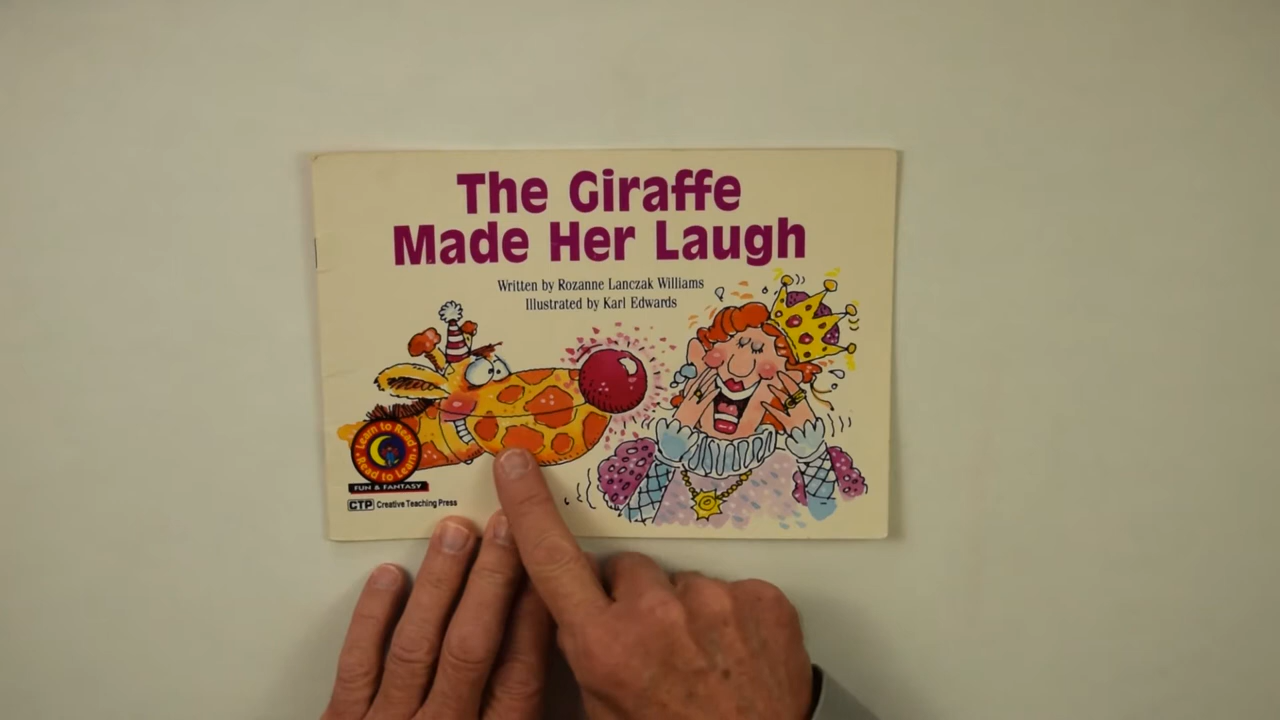 The Giraffe
Made Her Laugh
Written by Rozanne Lanczak Williams
Illustrated by Karl Edwards
Learn to Read
Read to Learn
FUN & FANTASY
CTP Creative Teaching Press